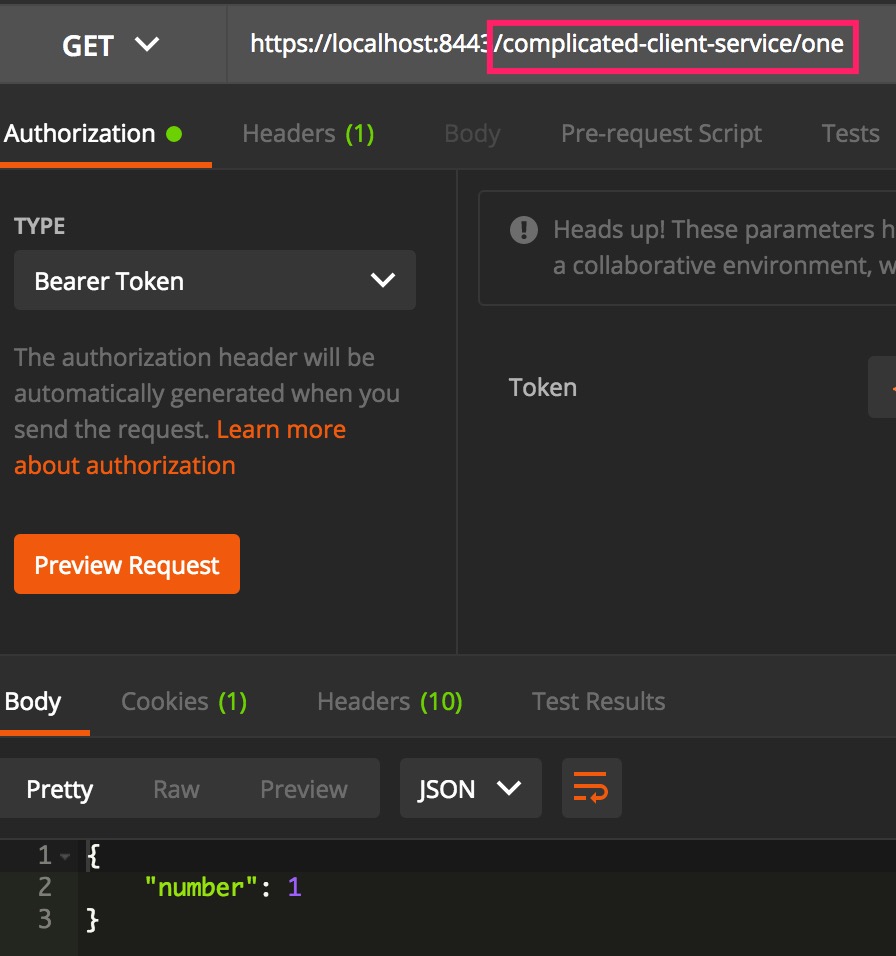 GET https://localhost:8443/complicated-client-service/one
Authorization Headers (1) Body Pre-request Script Tests
TYPE
Bearer Token
The authorization header will be
automatically generated when you
send the request. Learn more
about authorization
Preview Request
Heads up! These parameters h
a collaborative environment, w
Token
Body Cookies (1) Headers (10) Test Results
Pretty Raw Preview JSON
1 {
2 "number": 1
3 }